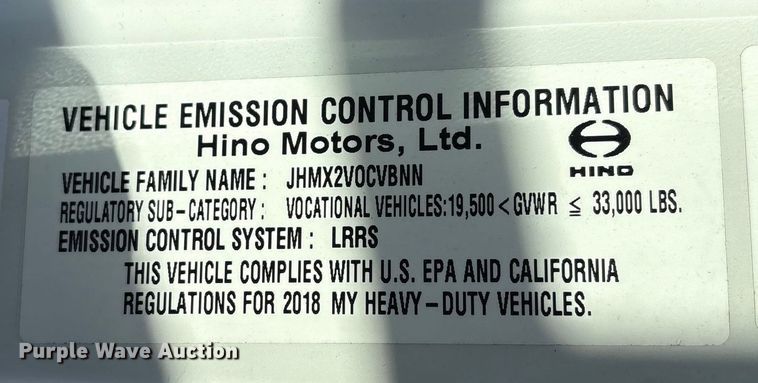 VEHICLE EMISSION CONTROL INFORMATION
Hino Motors, Ltd.
HINO
VEHICLE FAMILY NAME : JHMX2VOCVBNN
REGULATORY SUB-CATEGORY : VOCATIONAL VEHICLES:19,500 < GVWR ≦ 33,000 LBS.
EMISSION CONTROL SYSTEM : LRRS
THIS VEHICLE COMPLIES WITH U.S. EPA AND CALIFORNIA
REGULATIONS FOR 2018 MY HEAVY-DUTY VEHICLES.
Purple Wave Auction